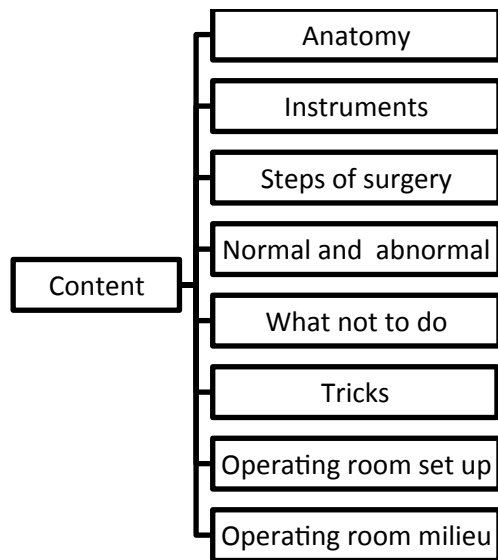 Content
Anatomy
Instruments
Steps of surgery
Normal and abnormal
What not to do
Tricks
Operating room set up
Operating room milieu